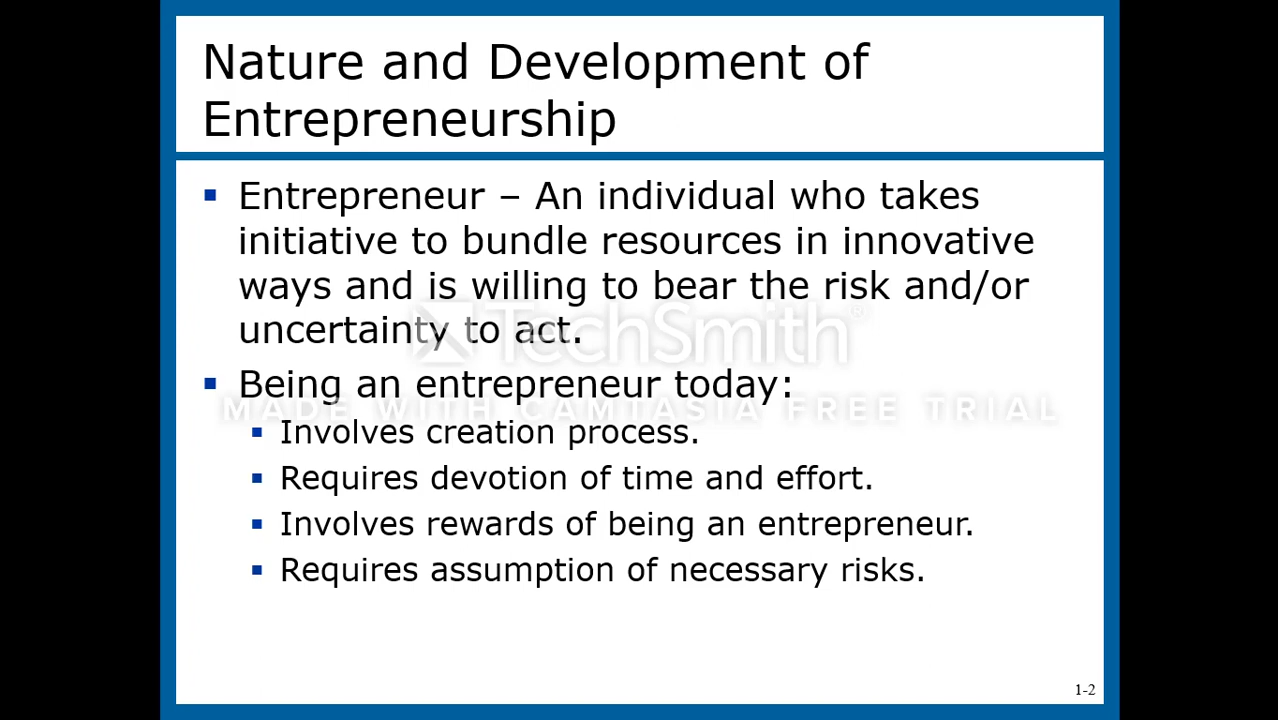 Nature and Development of
Entrepreneurship
▪ Entrepreneur – An individual who takes
initiative to bundle resources in innovative
ways and is willing to bear the risk and/or
uncertainty to act.
TechSmith®
▪ Being an entrepreneur today:
MADE WITH CAMTASIA FREE TRIAL
▪ Involves creation process.
▪ Requires devotion of time and effort.
▪ Involves rewards of being an entrepreneur.
▪ Requires assumption of necessary risks.
1-2